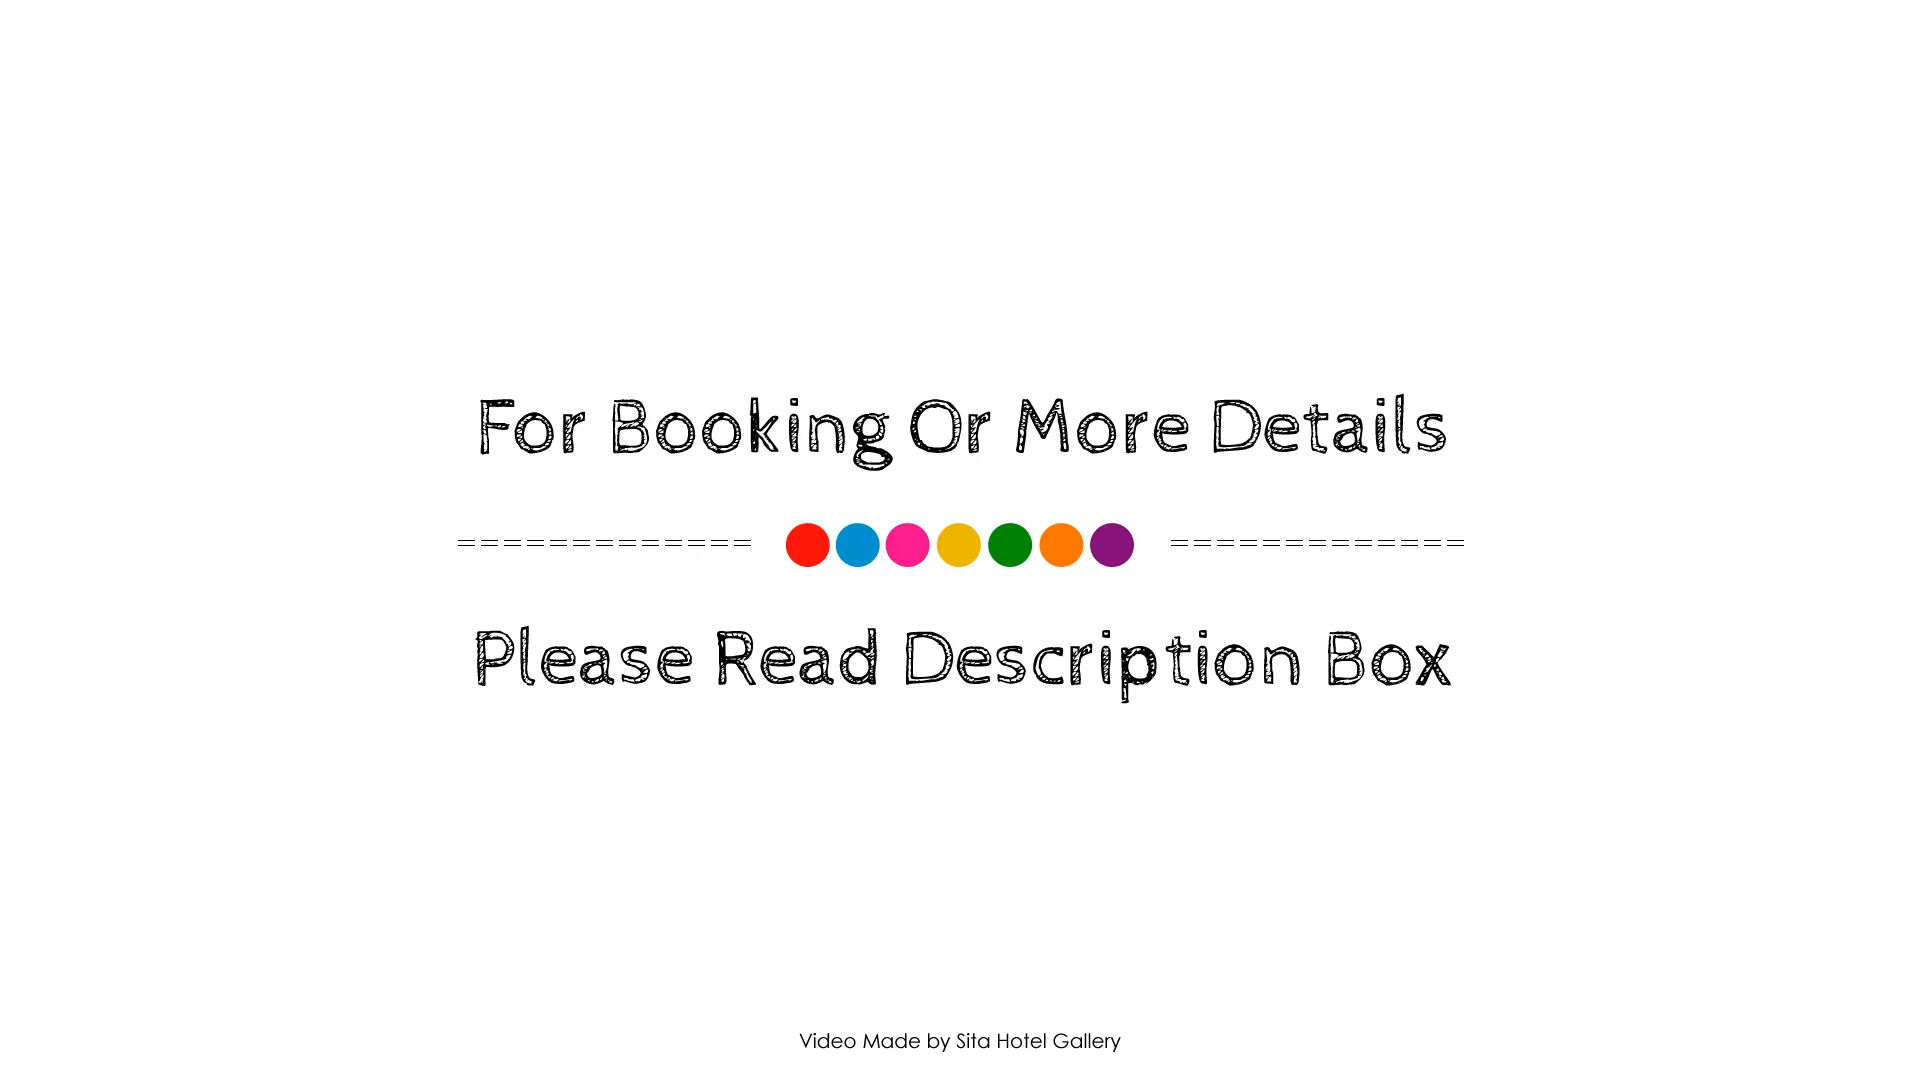 For Booking Or More Details
============= =============
Please Read Description Box
Video Made by Sita Hotel Gallery